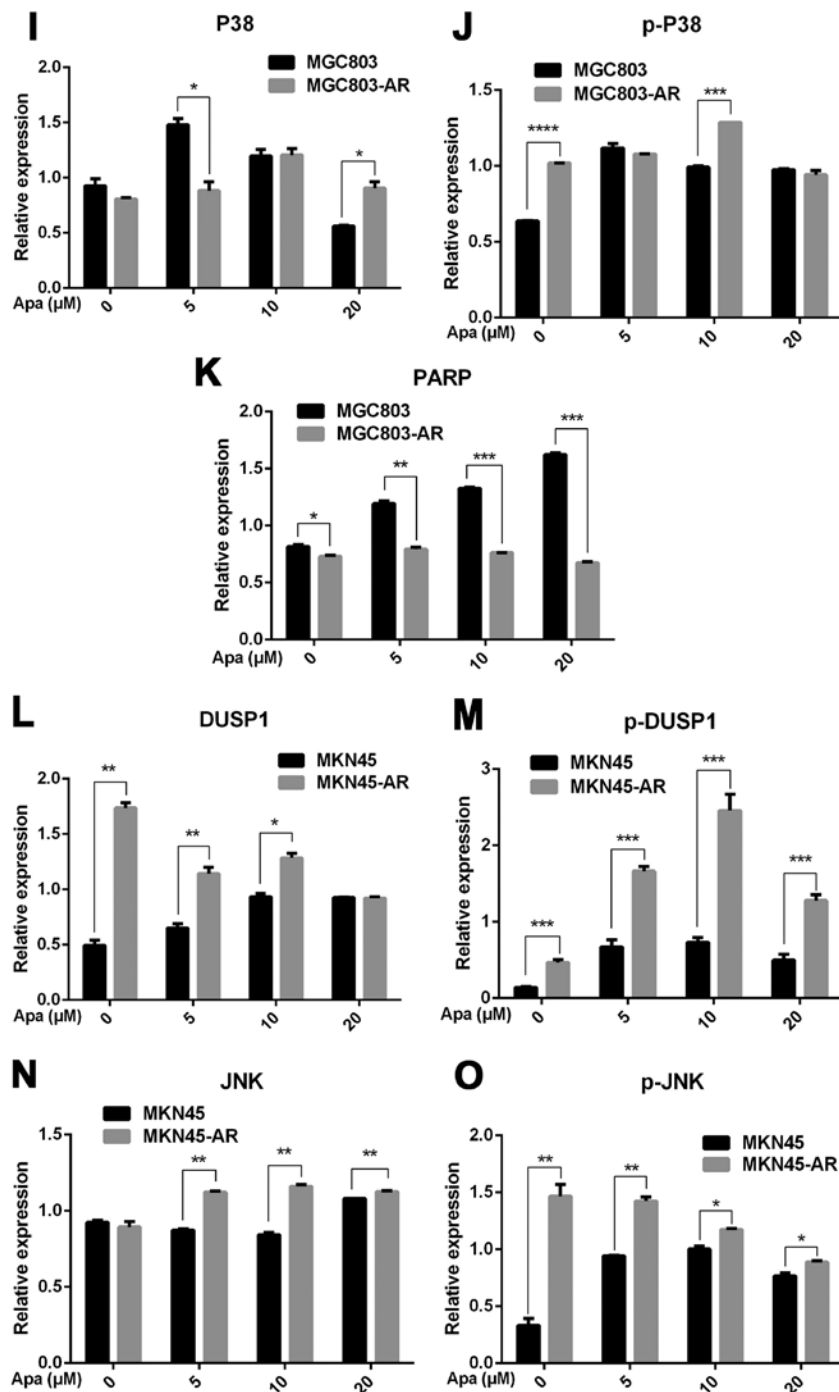 I
P38
MGC803
MGC803-AR
Relative expression
2.0
1.5
1.0
0.5
0.0
*
*
Apa (µM)
0
5
10
20
J
p-P38
MGC803
MGC803-AR
Relative expression
1.5
1.0
0.5
0.0
****
***
Apa (µM)
0
5
10
20
K
PARP
MGC803
MGC803-AR
Relative expression
2.0
1.5
1.0
0.5
0.0
*
**
***
***
Apa (µM)
0
5
10
20
L
DUSP1
MKN45
MKN45-AR
Relative expression
2.0
1.5
1.0
0.5
0.0
**
**
*
Apa (µM)
0
5
10
20
M
p-DUSP1
MKN45
MKN45-AR
Relative expression
3
2
1
0
***
***
***
***
Apa (µM)
0
5
10
20
N
JNK
MKN45
MKN45-AR
Relative expression
1.5
1.0
0.5
0.0
**
**
**
Apa (µM)
0
5
10
20
O
p-JNK
MKN45
MKN45-AR
Relative expression
2.0
1.5
1.0
0.5
0.0
**
**
*
*
Apa (µM)
0
5
10
20